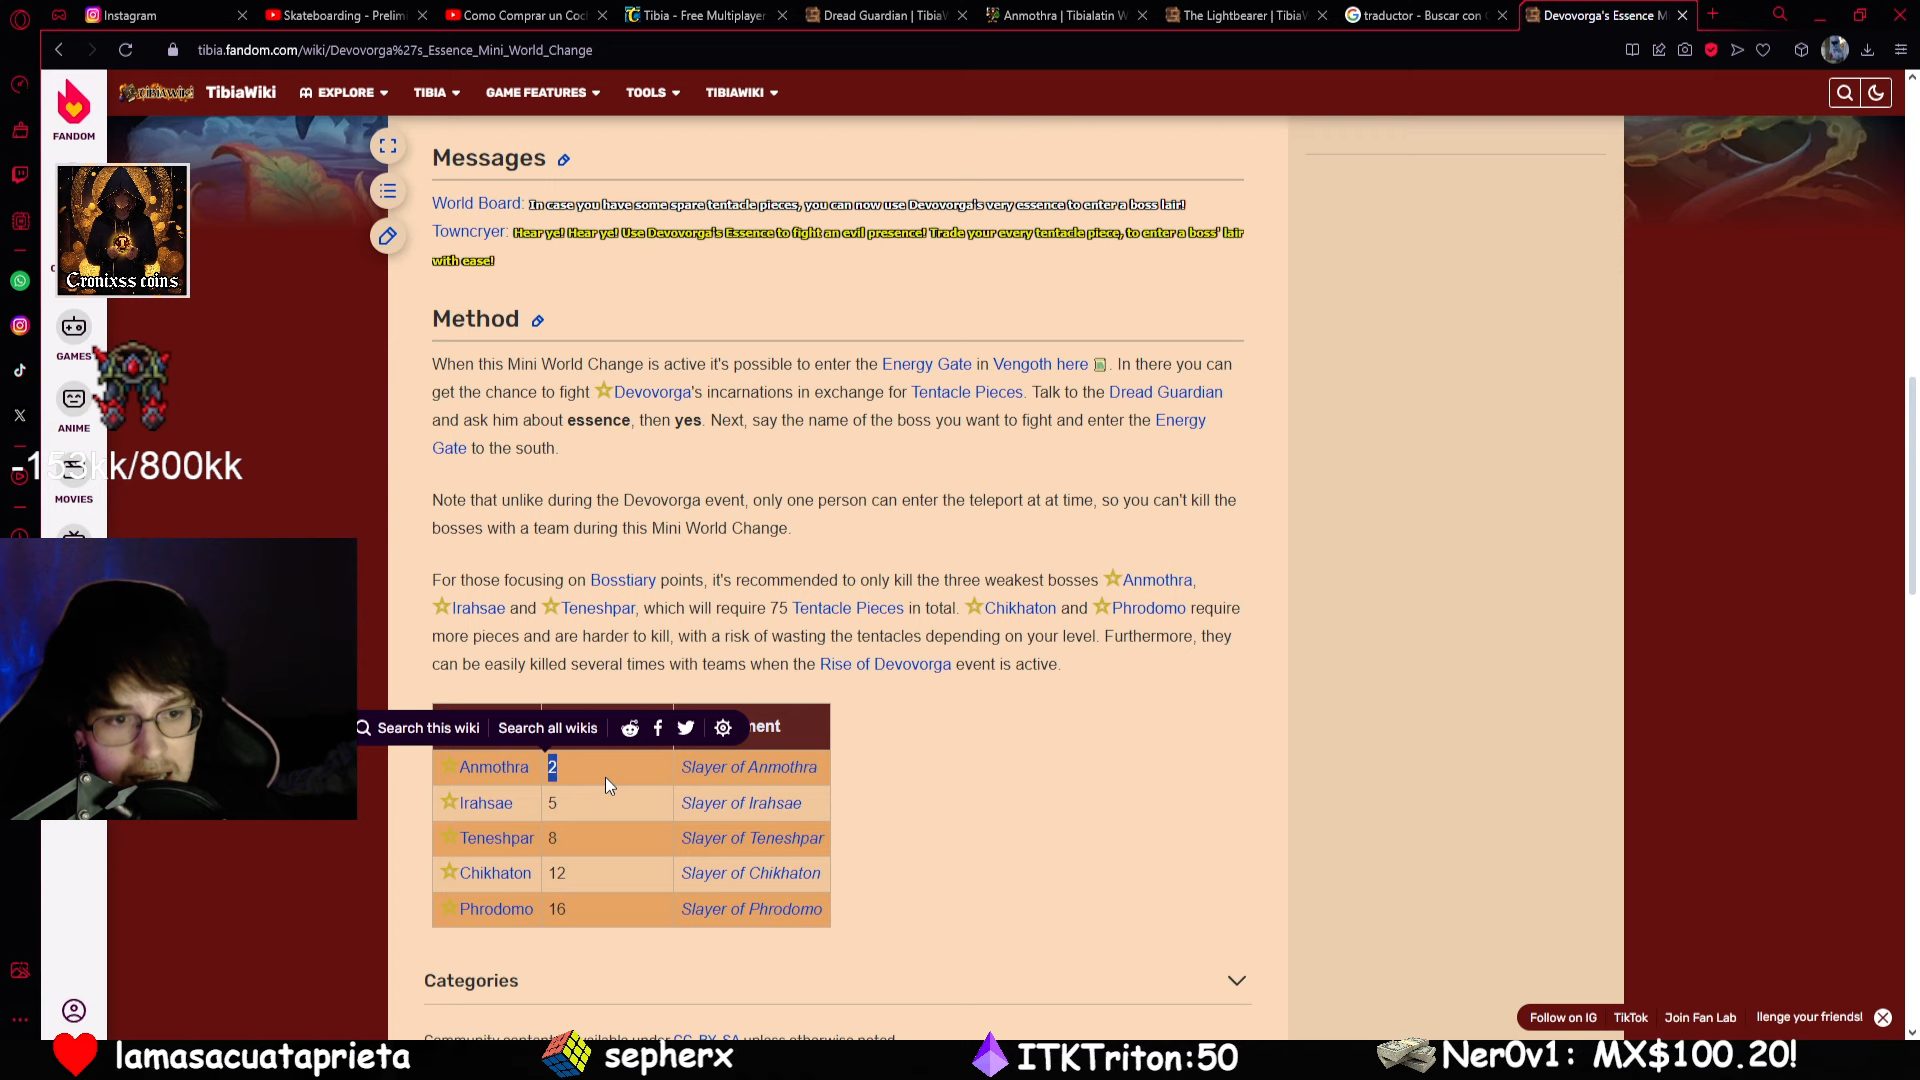 Instagram
Skateboarding - Prelimi
Como Comprar un Coc
Tibia - Free Multiplayer
Dread Guardian | TibiaW
Anmothra | Tibialatin W
The Lightbearer | TibiaW
traductor - Buscar con
Devovorga's Essence M
tibia.fandom.com/wiki/Devovorga%27s_Essence_Mini_World_Change
FANDOM
TibiaWiki
TibiaWiki
EXPLORE
TIBIA
GAME FEATURES
TOOLS
TIBIAWIKI
Messages
World Board: In case you have some spare tentacle pieces, you can now use Devovorga's very essence to enter a boss lair!
Towncryer: Hear ye! Hear ye! Use Devovorga's Essence to fight an evil presence! Trade your every tentacle piece, to enter a boss' lair
with ease!
Cronixss coins
GAMES
ANIME
-153kk/800kk
MOVIES
Method
When this Mini World Change is active it's possible to enter the Energy Gate in Vengoth here. In there you can
get the chance to fight Devovorga's incarnations in exchange for Tentacle Pieces. Talk to the Dread Guardian
and ask him about essence, then yes. Next, say the name of the boss you want to fight and enter the Energy
Gate to the south.
Note that unlike during the Devovorga event, only one person can enter the teleport at at time, so you can't kill the
bosses with a team during this Mini World Change.
For those focusing on Bosstiary points, it's recommended to only kill the three weakest bosses Anmothra,
Irahsae and Teneshpar, which will require 75 Tentacle Pieces in total. Chikhaton and Phrodomo require
more pieces and are harder to kill, with a risk of wasting the tentacles depending on your level. Furthermore, they
can be easily killed several times with teams when the Rise of Devovorga event is active.
Search this wiki
Search all wikis
ment
Anmothra 2 Slayer of Anmothra
Irahsae 5 Slayer of Irahsae
Teneshpar 8 Slayer of Teneshpar
Chikhaton 12 Slayer of Chikhaton
Phrodomo 16 Slayer of Phrodomo
Categories
Follow on IG
TikTok
Join Fan Lab
llenge your friends!
lamasacuataprieta
sepherx
ITKTriton:50
Ner0v1: MX$100.20!